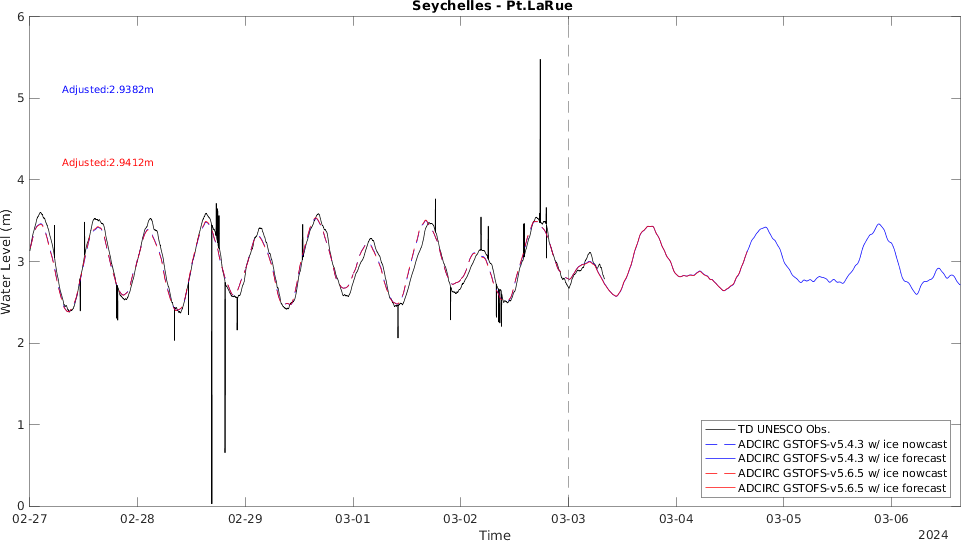 Seychelles - Pt.LaRue
6
5
4
3
2
1
0
Water Level (m)
Adjusted:2.9382m
Adjusted:2.9412m
TD UNESCO Obs.
ADCIRC GSTOFS-v5.4.3 w/ ice nowcast
ADCIRC GSTOFS-v5.4.3 w/ ice forecast
ADCIRC GSTOFS-v5.6.5 w/ ice nowcast
ADCIRC GSTOFS-v5.6.5 w/ ice forecast
02-27 02-28 02-29 03-01 03-02 03-03 03-04 03-05 03-06
Time
2024